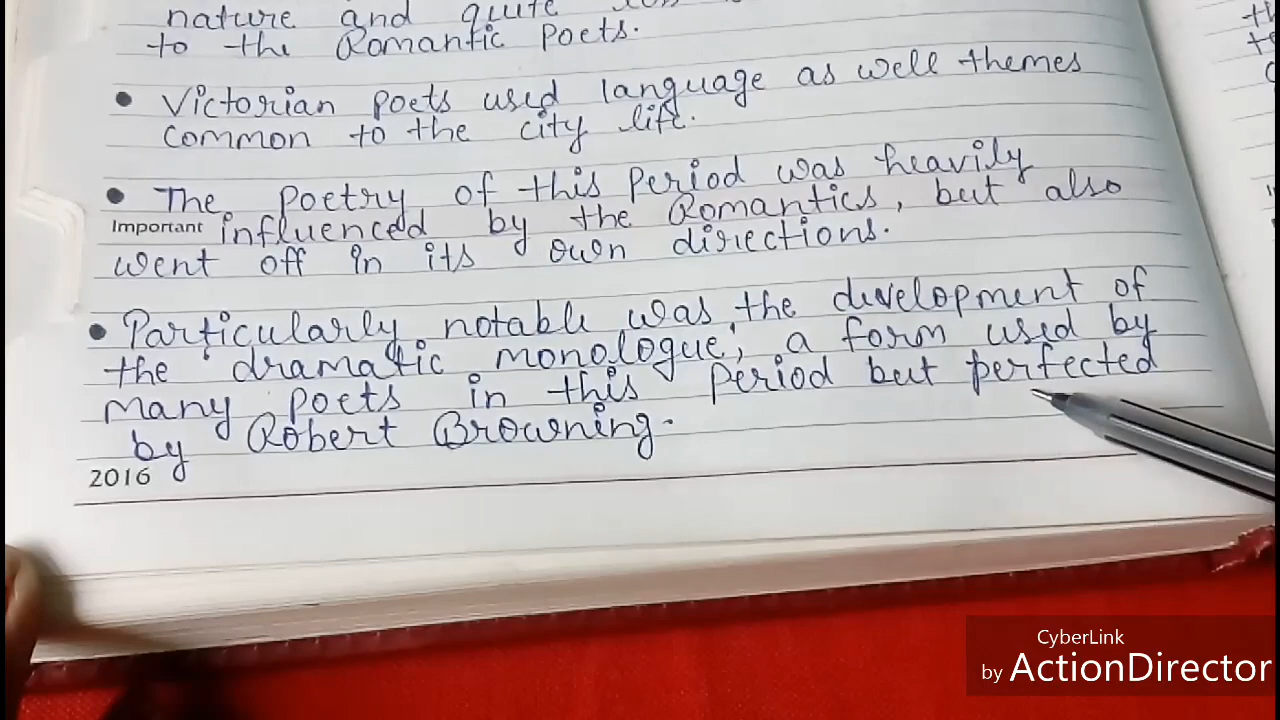 nature and quite
to the Romantic poets.
• Victorian poets used language as well themes
common to the city life.
• The Poetry of this Period was heavily
Important influenced by the Romantics, but also
went off in its own directions.
• Particularly notable was the development of
the 'dramatic monologue', a form used by
many poets in this Period but perfected
by Robert Browning.
2016
CyberLink
by ActionDirector